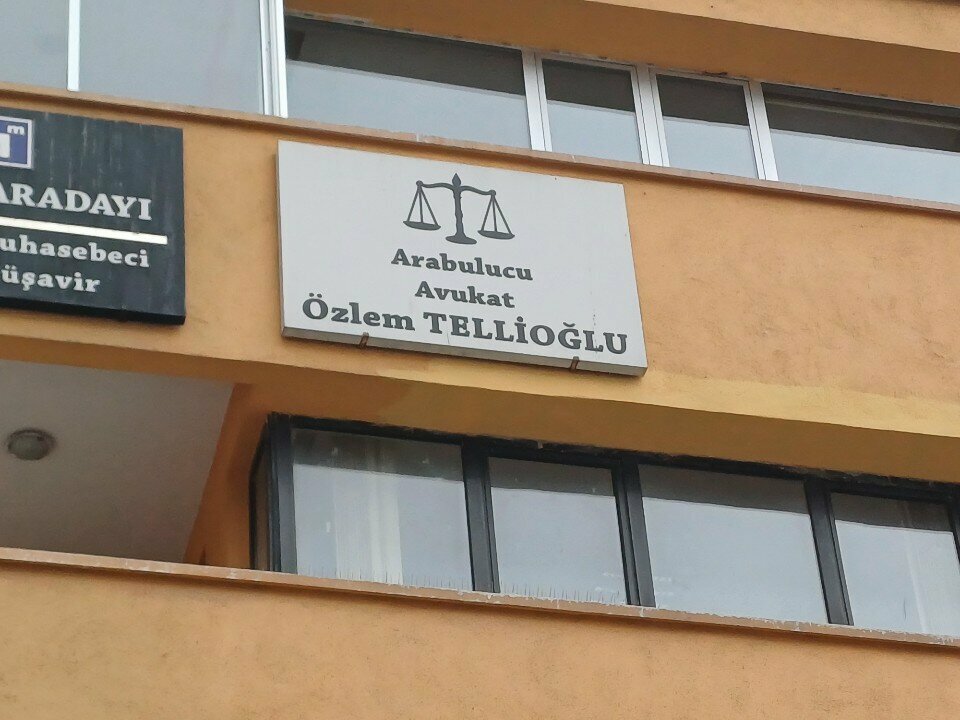 ARADAYI
uhasebeci
üşavir
Arabulucu
Avukat
Özlem TELLİOĞLU